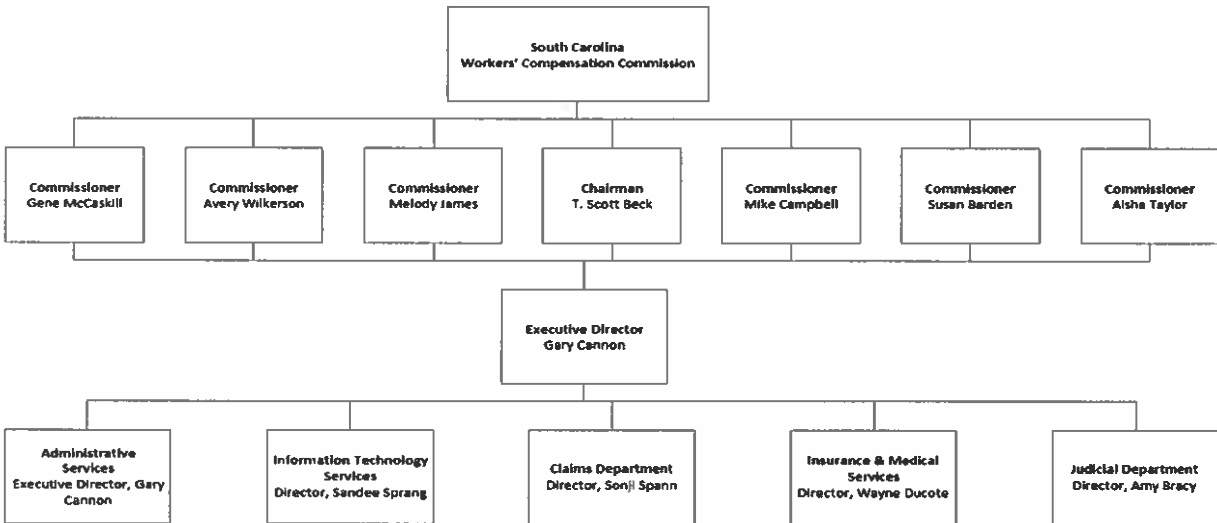 South Carolina
Workers' Compensation Commission
Commissioner
Gene McCaskill
Commissioner
Avery Wilkerson
Commissioner
Melody James
Chairman
T. Scott Beck
Commissioner
Mike Campbell
Commissioner
Susan Barden
Commissioner
Aisha Taylor
Executive Director
Gary Cannon
Administrative
Services
Executive Director, Gary
Cannon
Information Technology
Services
Director, Sandee Sprang
Claims Department
Director, Sonji Spann
Insurance & Medical
Services
Director, Wayne Ducote
Judicial Department
Director, Amy Bracy